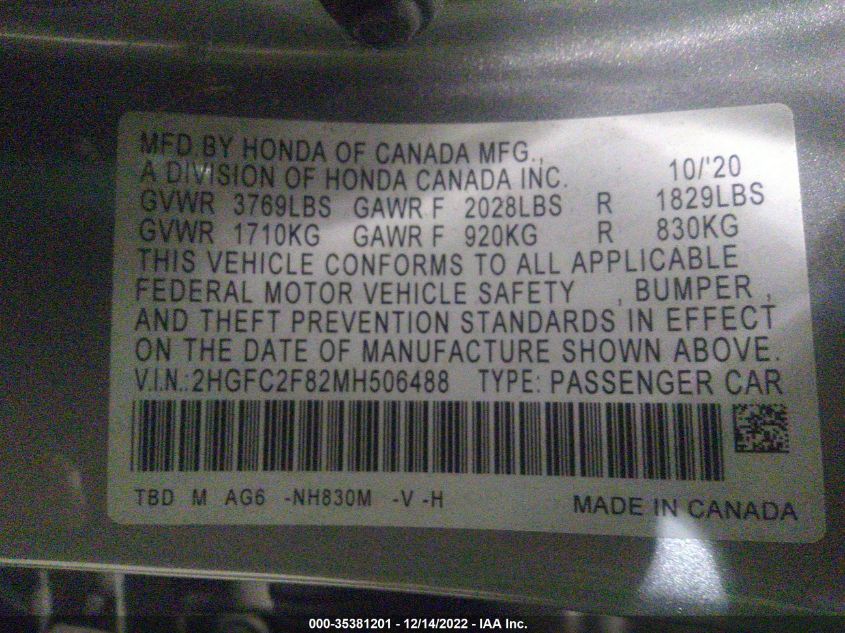 MFD BY HONDA OF CANADA MFG.,
A DIVISION OF HONDA CANADA INC. 10/'20
GVWR 3769LBS GAWR F 2028LBS R 1829LBS
GVWR 1710KG GAWR F 920KG R 830KG
THIS VEHICLE CONFORMS TO ALL APPLICABLE
FEDERAL MOTOR VEHICLE SAFETY , BUMPER ,
AND THEFT PREVENTION STANDARDS IN EFFECT
ON THE DATE OF MANUFACTURE SHOWN ABOVE.
V.I.N.:2HGFC2F82MH506488 TYPE: PASSENGER CAR
TBD M AG6 -NH830M -V -H MADE IN CANADA
000-35381201 - 12/14/2022 - IAA Inc.